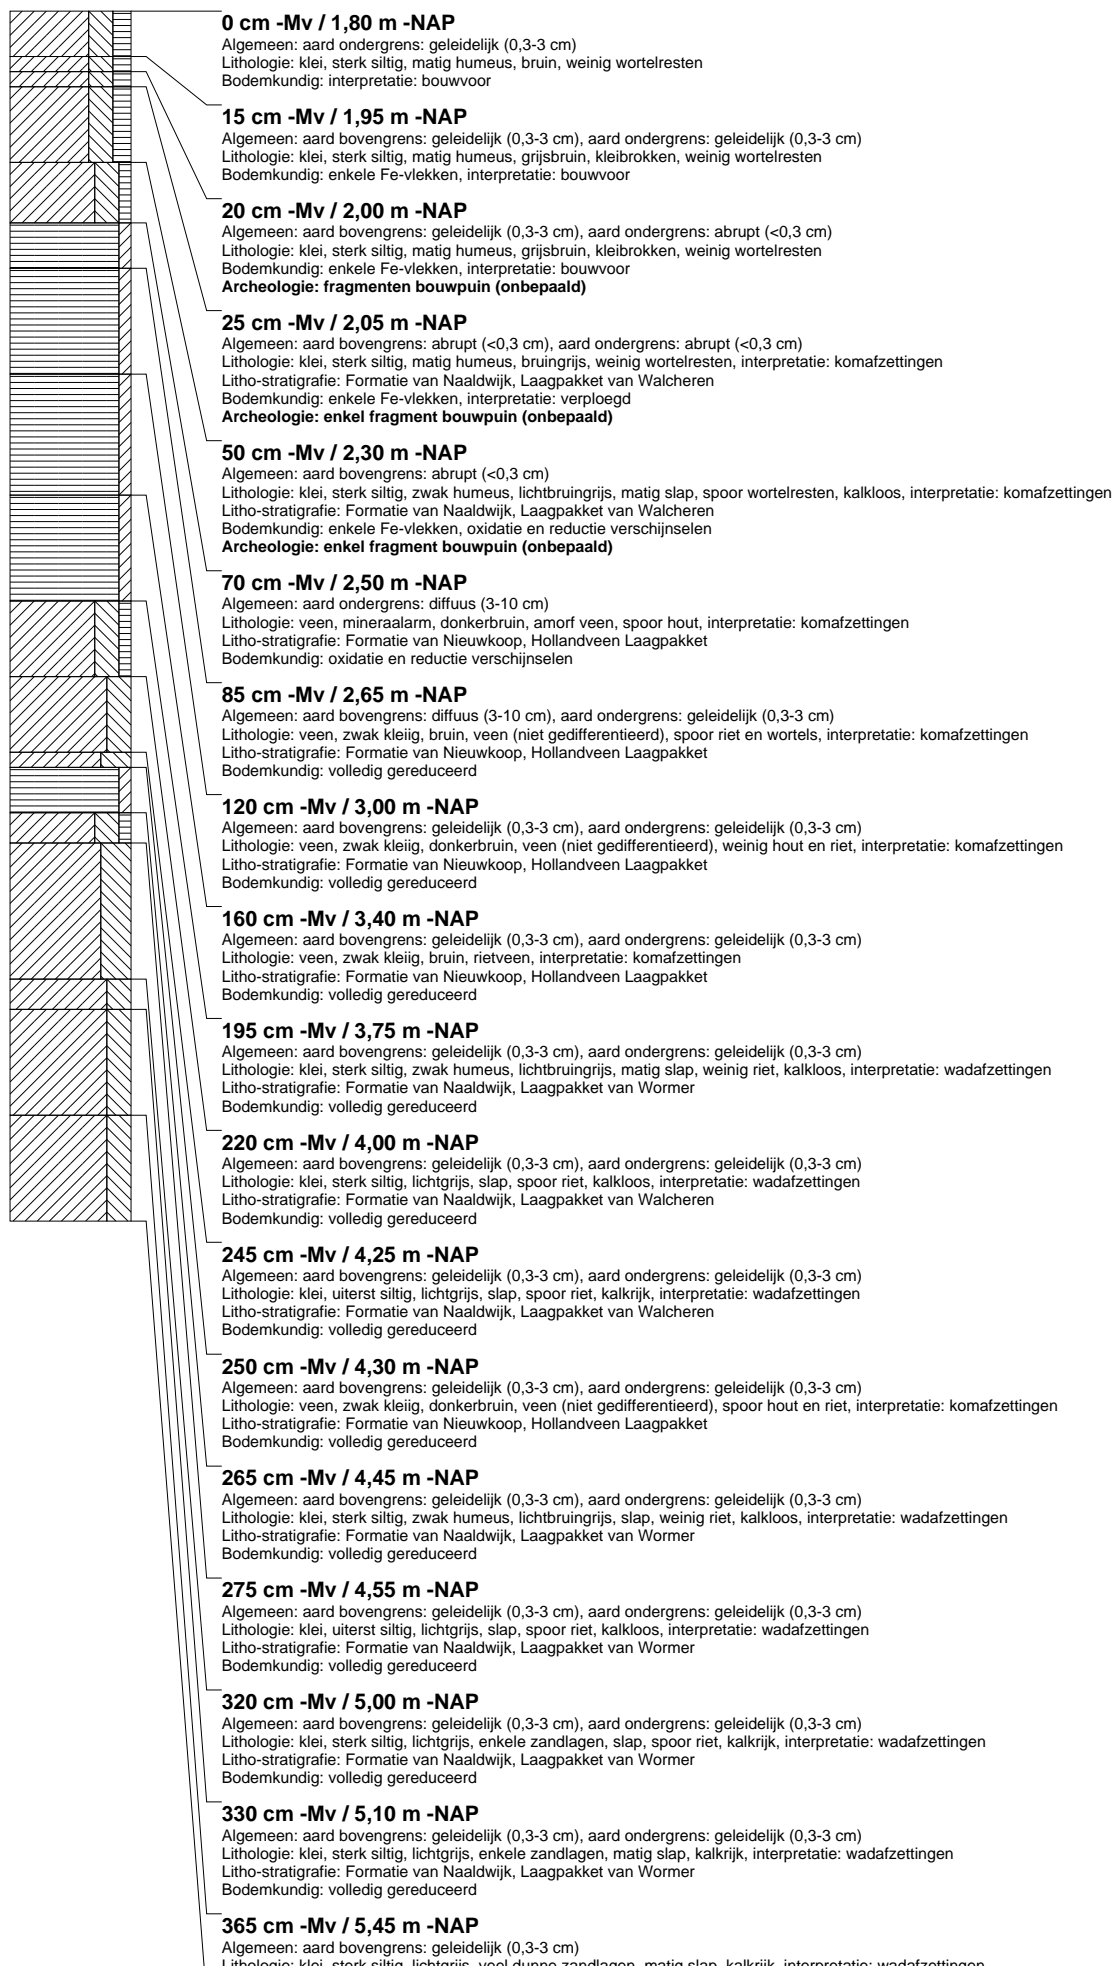 0 cm -Mv / 1,80 m -NAP
Algemeen: aard ondergrens: geleidelijk (0,3-3 cm)
Lithologie: klei, sterk siltig, matig humeus, bruin, weinig wortelresten
Bodemkundig: interpretatie: bouwvoor
15 cm -Mv / 1,95 m -NAP
Algemeen: aard bovengrens: geleidelijk (0,3-3 cm), aard ondergrens: geleidelijk (0,3-3 cm)
Lithologie: klei, sterk siltig, matig humeus, grijsbruin, kleibrokken, weinig wortelresten
Bodemkundig: enkele Fe-vlekken, interpretatie: bouwvoor
20 cm -Mv / 2,00 m -NAP
Algemeen: aard bovengrens: geleidelijk (0,3-3 cm), aard ondergrens: abrupt (<0,3 cm)
Lithologie: klei, sterk siltig, matig humeus, grijsbruin, kleibrokken, weinig wortelresten
Bodemkundig: enkele Fe-vlekken, interpretatie: bouwvoor
Archeologie: fragmenten bouwpuin (onbepaald)
25 cm -Mv / 2,05 m -NAP
Algemeen: aard bovengrens: abrupt (<0,3 cm), aard ondergrens: abrupt (<0,3 cm)
Lithologie: klei, sterk siltig, matig humeus, bruingrijs, weinig wortelresten, interpretatie: komafzettingen
Litho-stratigrafie: Formatie van Naaldwijk, Laagpakket van Walcheren
Bodemkundig: enkele Fe-vlekken, interpretatie: verploegd
Archeologie: enkel fragment bouwpuin (onbepaald)
50 cm -Mv / 2,30 m -NAP
Algemeen: aard bovengrens: abrupt (<0,3 cm)
Lithologie: klei, sterk siltig, zwak humeus, lichtbruingrijs, matig slap, spoor wortelresten, kalkloos, interpretatie: komafzettingen
Litho-stratigrafie: Formatie van Naaldwijk, Laagpakket van Walcheren
Bodemkundig: enkele Fe-vlekken, oxidatie en reductie verschijnselen
Archeologie: enkel fragment bouwpuin (onbepaald)
70 cm -Mv / 2,50 m -NAP
Algemeen: aard ondergrens: diffuus (3-10 cm)
Lithologie: veen, mineraalarm, donkerbruin, amorf veen, spoor hout, interpretatie: komafzettingen
Litho-stratigrafie: Formatie van Nieuwkoop, Hollandveen Laagpakket
Bodemkundig: oxidatie en reductie verschijnselen
85 cm -Mv / 2,65 m -NAP
Algemeen: aard bovengrens: diffuus (3-10 cm), aard ondergrens: geleidelijk (0,3-3 cm)
Lithologie: veen, zwak kleiig, bruin, veen (niet gedifferentieerd), spoor riet en wortels, interpretatie: komafzettingen
Litho-stratigrafie: Formatie van Nieuwkoop, Hollandveen Laagpakket
Bodemkundig: volledig gereduceerd
120 cm -Mv / 3,00 m -NAP
Algemeen: aard bovengrens: geleidelijk (0,3-3 cm), aard ondergrens: geleidelijk (0,3-3 cm)
Lithologie: veen, zwak kleiig, donkerbruin, veen (niet gedifferentieerd), weinig hout en riet, interpretatie: komafzettingen
Litho-stratigrafie: Formatie van Nieuwkoop, Hollandveen Laagpakket
Bodemkundig: volledig gereduceerd
160 cm -Mv / 3,40 m -NAP
Algemeen: aard bovengrens: geleidelijk (0,3-3 cm), aard ondergrens: geleidelijk (0,3-3 cm)
Lithologie: veen, zwak kleiig, bruin, rietveen, interpretatie: komafzettingen
Litho-stratigrafie: Formatie van Nieuwkoop, Hollandveen Laagpakket
Bodemkundig: volledig gereduceerd
195 cm -Mv / 3,75 m -NAP
Algemeen: aard bovengrens: geleidelijk (0,3-3 cm), aard ondergrens: geleidelijk (0,3-3 cm)
Lithologie: klei, sterk siltig, zwak humeus, lichtbruingrijs, matig slap, weinig riet, kalkloos, interpretatie: wadafzettingen
Litho-stratigrafie: Formatie van Naaldwijk, Laagpakket van Wormer
Bodemkundig: volledig gereduceerd
220 cm -Mv / 4,00 m -NAP
Algemeen: aard bovengrens: geleidelijk (0,3-3 cm), aard ondergrens: geleidelijk (0,3-3 cm)
Lithologie: klei, sterk siltig, lichtgrijs, slap, spoor riet, kalkloos, interpretatie: wadafzettingen
Litho-stratigrafie: Formatie van Naaldwijk, Laagpakket van Walcheren
Bodemkundig: volledig gereduceerd
245 cm -Mv / 4,25 m -NAP
Algemeen: aard bovengrens: geleidelijk (0,3-3 cm), aard ondergrens: geleidelijk (0,3-3 cm)
Lithologie: klei, uiterst siltig, lichtgrijs, slap, spoor riet, kalkrijk, interpretatie: wadafzettingen
Litho-stratigrafie: Formatie van Naaldwijk, Laagpakket van Walcheren
Bodemkundig: volledig gereduceerd
250 cm -Mv / 4,30 m -NAP
Algemeen: aard bovengrens: geleidelijk (0,3-3 cm), aard ondergrens: geleidelijk (0,3-3 cm)
Lithologie: veen, zwak kleiig, donkerbruin, veen (niet gedifferentieerd), spoor hout en riet, interpretatie: komafzettingen
Litho-stratigrafie: Formatie van Nieuwkoop, Hollandveen Laagpakket
Bodemkundig: volledig gereduceerd
265 cm -Mv / 4,45 m -NAP
Algemeen: aard bovengrens: geleidelijk (0,3-3 cm), aard ondergrens: geleidelijk (0,3-3 cm)
Lithologie: klei, sterk siltig, zwak humeus, lichtbruingrijs, slap, weinig riet, kalkloos, interpretatie: wadafzettingen
Litho-stratigrafie: Formatie van Naaldwijk, Laagpakket van Wormer
Bodemkundig: volledig gereduceerd
275 cm -Mv / 4,55 m -NAP
Algemeen: aard bovengrens: geleidelijk (0,3-3 cm), aard ondergrens: geleidelijk (0,3-3 cm)
Lithologie: klei, uiterst siltig, lichtgrijs, slap, spoor riet, kalkloos, interpretatie: wadafzettingen
Litho-stratigrafie: Formatie van Naaldwijk, Laagpakket van Wormer
Bodemkundig: volledig gereduceerd
320 cm -Mv / 5,00 m -NAP
Algemeen: aard bovengrens: geleidelijk (0,3-3 cm), aard ondergrens: geleidelijk (0,3-3 cm)
Lithologie: klei, sterk siltig, lichtgrijs, enkele zandlagen, slap, spoor riet, kalkrijk, interpretatie: wadafzettingen
Litho-stratigrafie: Formatie van Naaldwijk, Laagpakket van Wormer
Bodemkundig: volledig gereduceerd
330 cm -Mv / 5,10 m -NAP
Algemeen: aard bovengrens: geleidelijk (0,3-3 cm), aard ondergrens: geleidelijk (0,3-3 cm)
Lithologie: klei, sterk siltig, lichtgrijs, enkele zandlagen, matig slap, kalkrijk, interpretatie: wadafzettingen
Litho-stratigrafie: Formatie van Naaldwijk, Laagpakket van Wormer
Bodemkundig: volledig gereduceerd
365 cm -Mv / 5,45 m -NAP
Algemeen: aard bovengrens: geleidelijk (0,3-3 cm)
Lithologie: klei, sterk siltig, lichtgrijs, veel dunne zandlagen, matig slap, kalkrijk, interpretatie: wadafzettingen